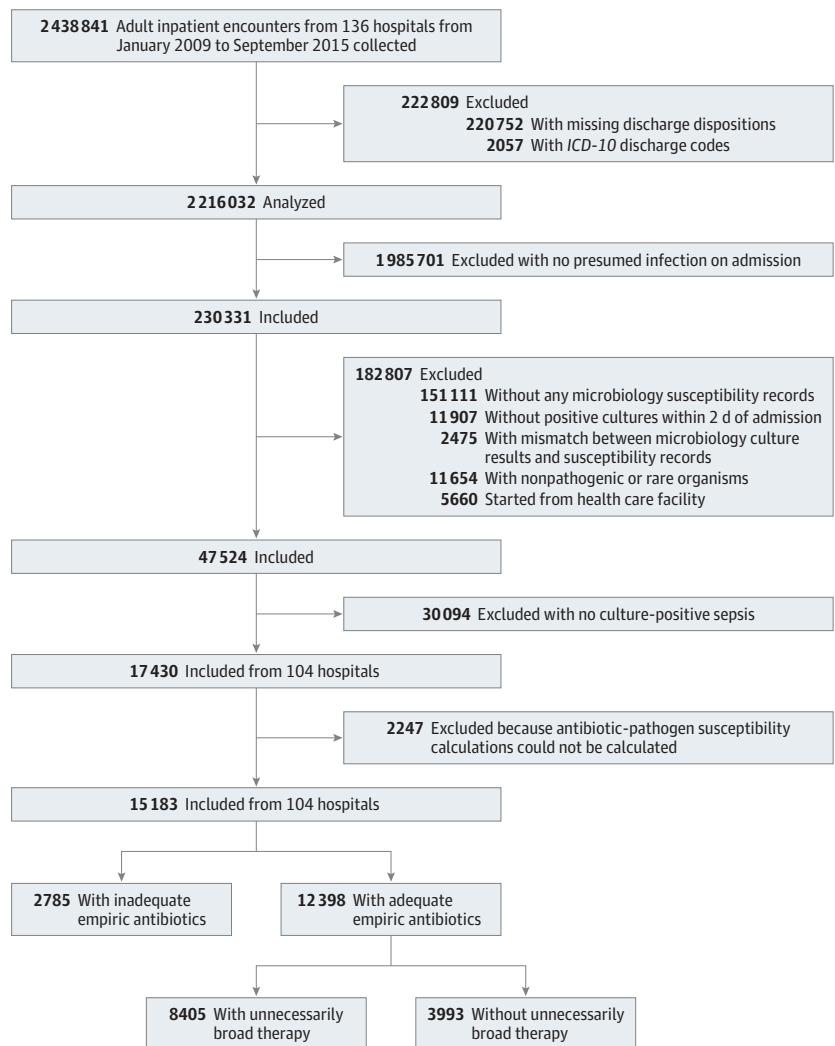 2438841 Adult inpatient encounters from 136 hospitals from
January 2009 to September 2015 collected
222809 Excluded
220752 With missing discharge dispositions
2057 With ICD-10 discharge codes
2216032 Analyzed
1985701 Excluded with no presumed infection on admission
230331 Included
182807 Excluded
151111 Without any microbiology susceptibility records
11907 Without positive cultures within 2 d of admission
2475 With mismatch between microbiology culture
results and susceptibility records
11654 With nonpathogenic or rare organisms
5660 Started from health care facility
47524 Included
30094 Excluded with no culture-positive sepsis
17430 Included from 104 hospitals
2247 Excluded because antibiotic-pathogen susceptibility
calculations could not be calculated
15183 Included from 104 hospitals
2785 With inadequate
empiric antibiotics
12398 With adequate
empiric antibiotics
8405 With unnecessarily
broad therapy
3993 Without unnecessarily
broad therapy